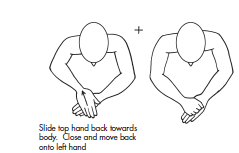 +
Slide top hand back towards
body.  Close and move back
onto left hand